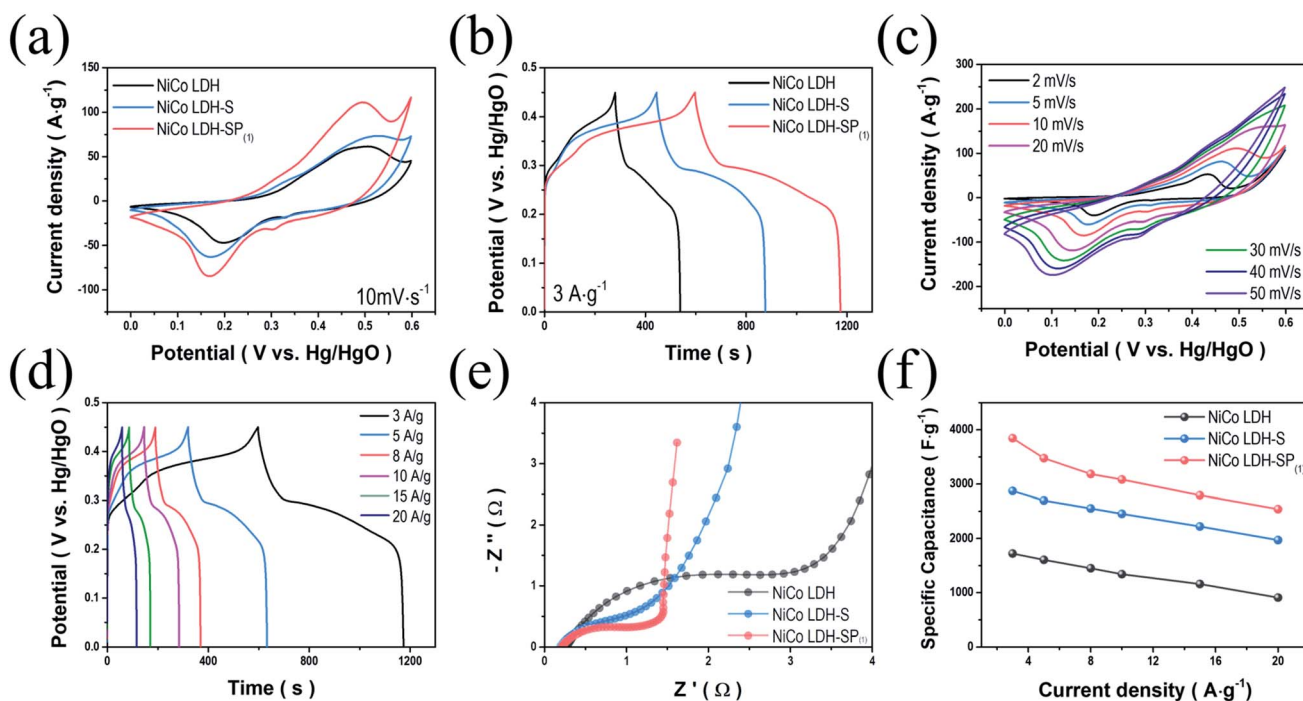 (a)
Current density ( A·g⁻¹)
150
100
50
0
-50
-100
NiCo LDH
NiCo LDH-S
NiCo LDH-SP₍₁₎
10mV·s⁻¹
0.0 0.1 0.2 0.3 0.4 0.5 0.6
Potential ( V vs. Hg/HgO )
(b)
Potential ( V vs. Hg/HgO )
0.5
0.4
0.3
0.2
0.1
0.0
NiCo LDH
NiCo LDH-S
NiCo LDH-SP₍₁₎
3 A·g⁻¹
0 400 800 1200
Time ( s )
(c)
Current density ( A·g⁻¹)
300
200
100
0
-100
-200
2 mV/s
5 mV/s
10 mV/s
20 mV/s
30 mV/s
40 mV/s
50 mV/s
0.0 0.1 0.2 0.3 0.4 0.5 0.6
Potential ( V vs. Hg/HgO )
(d)
Potential ( V vs. Hg/HgO )
0.5
0.4
0.3
0.2
0.1
0.0
3 A/g
5 A/g
8 A/g
10 A/g
15 A/g
20 A/g
0 400 800 1200
Time ( s )
(e)
- Z '' ( Ω )
4
3
2
1
0
NiCo LDH
NiCo LDH-S
NiCo LDH-SP₍₁₎
0 1 2 3 4
Z ' ( Ω )
(f)
Specific Capacitance ( F·g⁻¹)
4000
3000
2000
1000
0
NiCo LDH
NiCo LDH-S
NiCo LDH-SP₍₁₎
4 8 12 16 20
Current density ( A·g⁻¹)